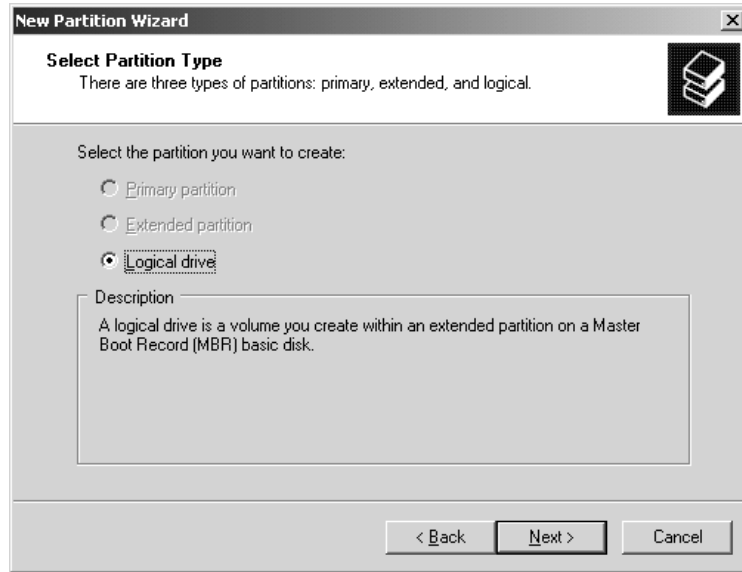 New Partition Wizard
Select Partition Type
There are three types of partitions: primary, extended, and logical.
Select the partition you want to create:
Primary partition
Extended partition
Logical drive
Description
A logical drive is a volume you create within an extended partition on a Master
Boot Record (MBR) basic disk.
< Back Next > Cancel